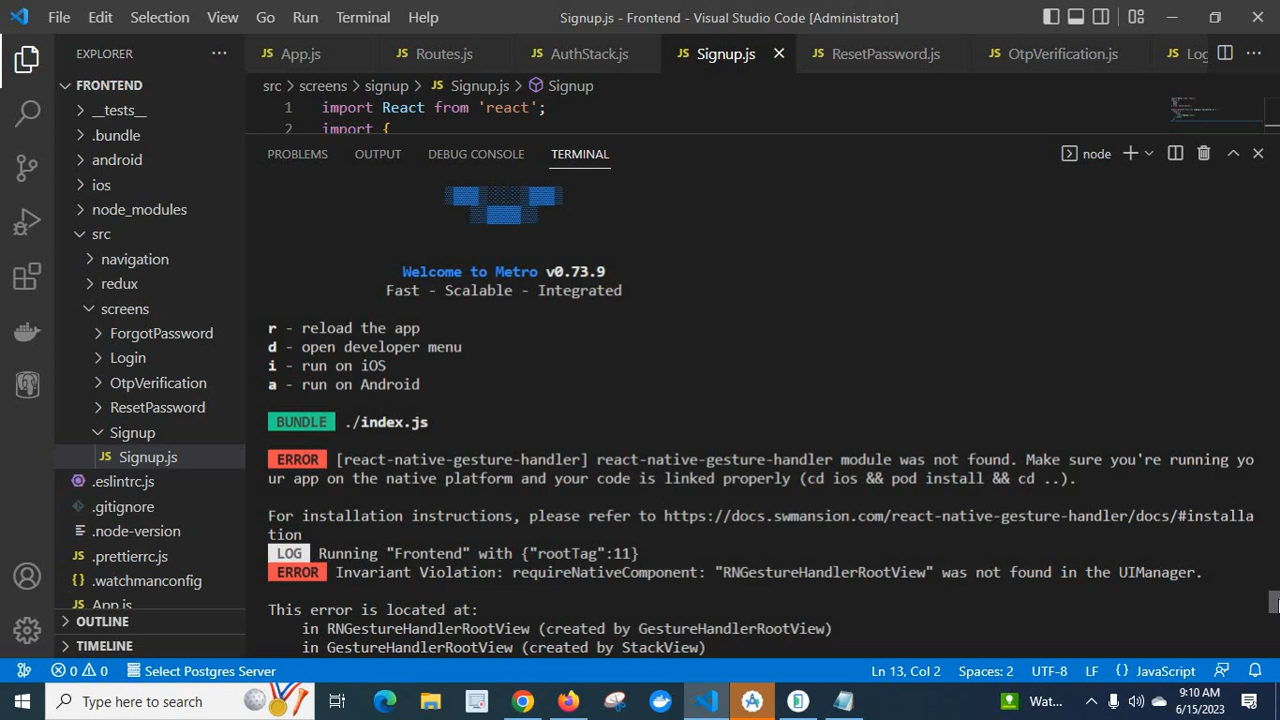 File Edit Selection View Go Run Terminal Help Signup.js - Frontend - Visual Studio Code [Administrator]
EXPLORER ··· JS App.js JS Routes.js JS AuthStack.js JS Signup.js JS ResetPassword.js JS OtpVerification.js JS Log ···
FRONTEND
src > screens > signup > JS Signup.js > Signup
1 import React from 'react';
2 import {
PROBLEMS OUTPUT DEBUG CONSOLE TERMINAL node
__tests__
.bundle
android
ios
node_modules
src
navigation
redux
screens
ForgotPassword
Login
OtpVerification
ResetPassword
Signup
JS Signup.js
.eslintrc.js
.gitignore
.node-version
.prettierrc.js
.watchmanconfig
App.js
OUTLINE
TIMELINE
Welcome to Metro v0.73.9
Fast - Scalable - Integrated
r - reload the app
d - open developer menu
i - run on iOS
a - run on Android
BUNDLE ./index.js
ERROR [react-native-gesture-handler] react-native-gesture-handler module was not found. Make sure you're running yo
ur app on the native platform and your code is linked properly (cd ios && pod install && cd ..).
For installation instructions, please refer to https://docs.swmansion.com/react-native-gesture-handler/docs/#installa
tion
LOG Running "Frontend" with {"rootTag":11}
ERROR Invariant Violation: requireNativeComponent: "RNGestureHandlerRootView" was not found in the UIManager.
This error is located at:
in RNGestureHandlerRootView (created by GestureHandlerRootView)
in GestureHandlerRootView (created by StackView)
0 0 Select Postgres Server Ln 13, Col 2 Spaces: 2 UTF-8 LF {} JavaScript
Type here to search Wat... 9:10 AM
6/15/2023